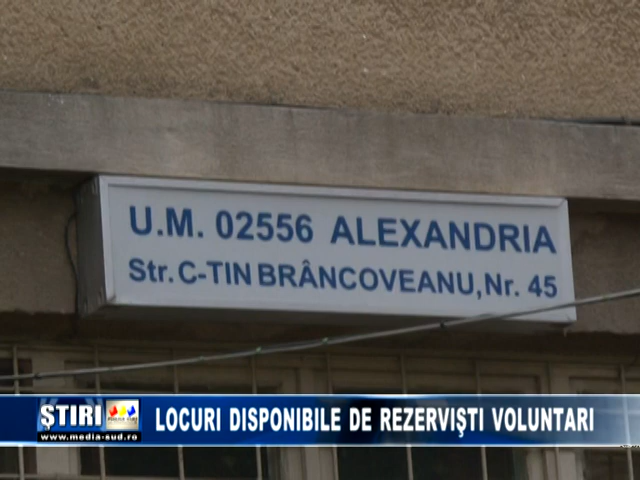 U.M. 02556 ALEXANDRIA
Str. C-TIN BRÂNCOVEANU, Nr. 45
ŞTIRI
www.media-sud.ro
LOCURI DISPONIBILE DE REZERVIŞTI VOLUNTARI